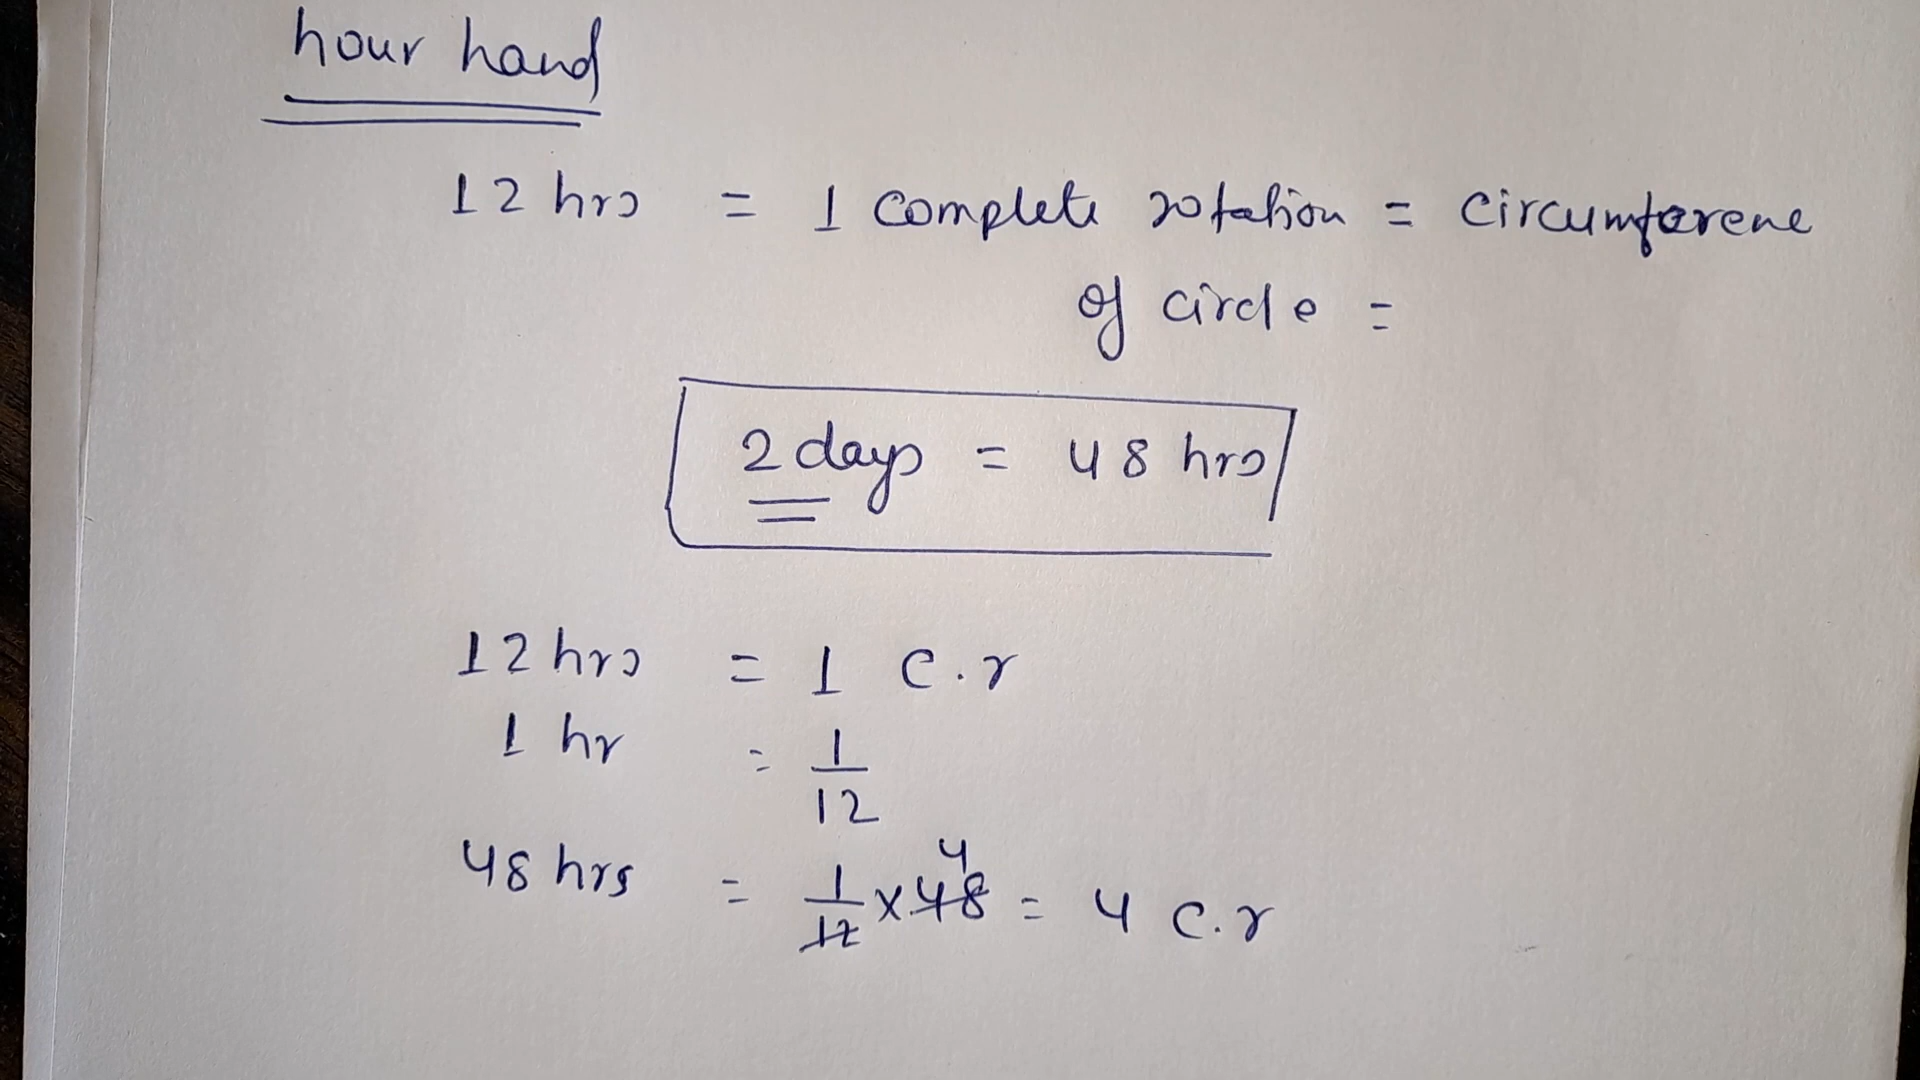 hour hand
12 hrs = 1 complete rotation = circumferene
of circle =
2 days = 48 hrs
12 hrs = 1 c.r
1 hr = 1/12
48 hrs = 1/12 x 48 4 = 4 c.r